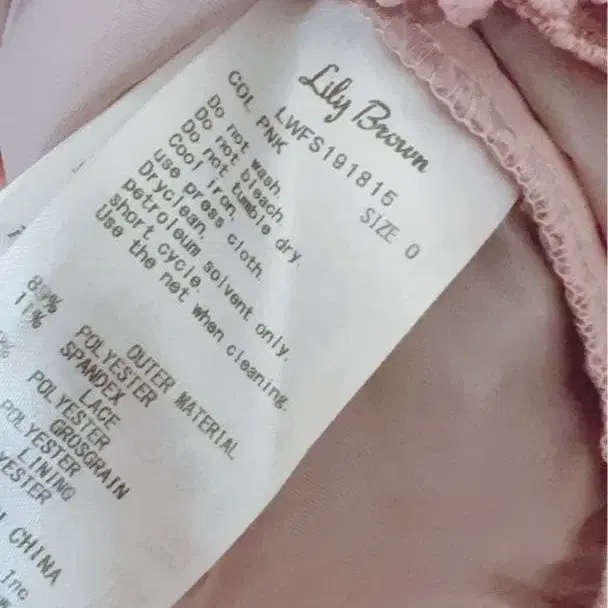 Lily Brown
LWFS191815
COL PNK SIZE 0
Do not wash.
Do not bleach.
Do not tumble dry.
Cool iron.
use press cloth.
Dryclean.
petroleum solvent only.
short cycle.
Use the net when cleaning.
OUTER MATERIAL
89% POLYESTER
11% SPANDEX
LACE
POLYESTER
GROSGRAIN
POLYESTER
LINING
CHINA
Inc